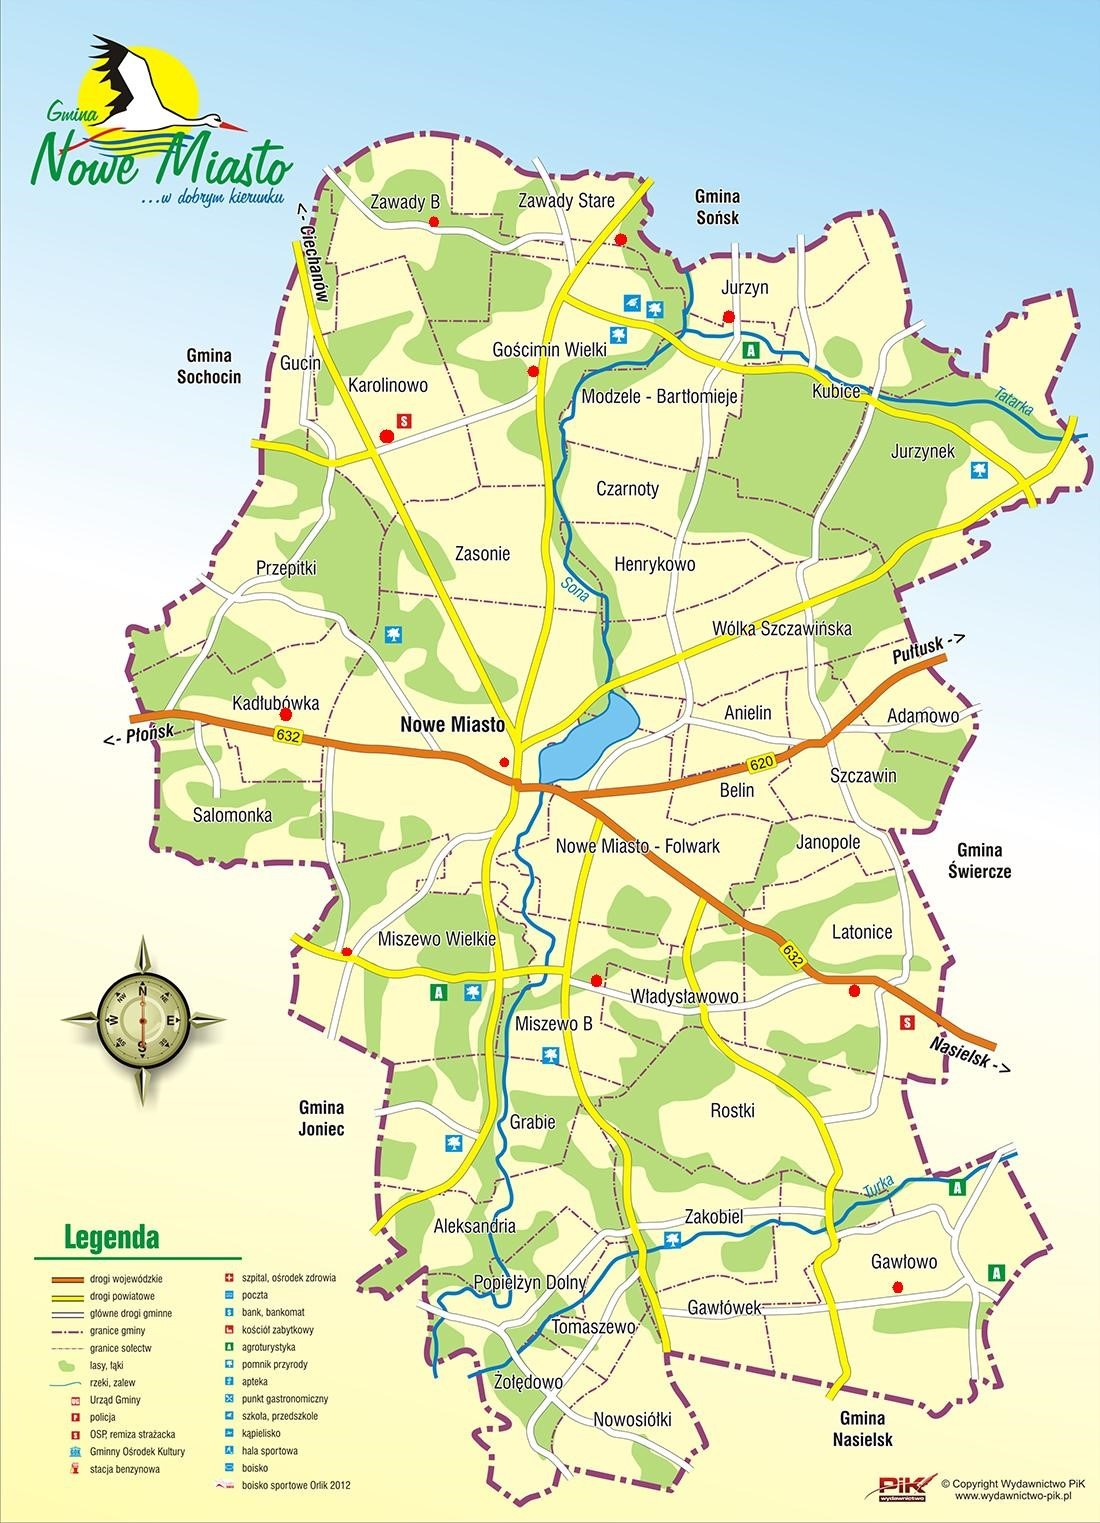 Gmina
Nowe Miasto
...w dobrym kierunku
<- Ciechanów
Zawady B
Zawady Stare
Gmina
Sońsk
Jurzyn
Gmina
Sochocin
Gucin
Karolinowo
S
Gościmin Wielki
A
Modzele - Bartłomieje
Kubice
Tatarka
Jurzynek
Czarnoty
Zasonie
Henrykowo
Przepitki
Sona
Wólka Szczawińska
Pułtusk ->
Kadłubówka
632
<- Płońsk
Nowe Miasto
Anielin
Adamowo
620
Szczawin
Belin
Salomonka
Nowe Miasto - Folwark
Janopole
Gmina
Świercze
Miszewo Wielkie
Latonice
632
A
Władysławowo
Miszewo B
S
Nasielsk ->
N
NE
E
SE
S
SW
W
NW
Gmina
Joniec
Grabie
Rostki
Turka
A
Aleksandria
Zakobiel
Gawłowo
A
Popielżyn Dolny
Gawłówek
Tomaszewo
Żołędowo
Nowosiółki
Gmina
Nasielsk
Legenda
drogi wojewódzkie
drogi powiatowe
główne drogi gminne
granice gminy
granice sołectw
lasy, łąki
rzeki, zalew
Urząd Gminy
policja
OSP, remiza strażacka
Gminny Ośrodek Kultury
stacja benzynowa
szpital, ośrodek zdrowia
poczta
bank, bankomat
kościół zabytkowy
agroturystyka
pomnik przyrody
apteka
punkt gastronomiczny
szkoła, przedszkole
kąpielisko
hala sportowa
boisko
boisko sportowe Orlik 2012
PiK
wydawnictwo
© Copyright Wydawnictwo PiK
www.wydawnictwo-pik.pl